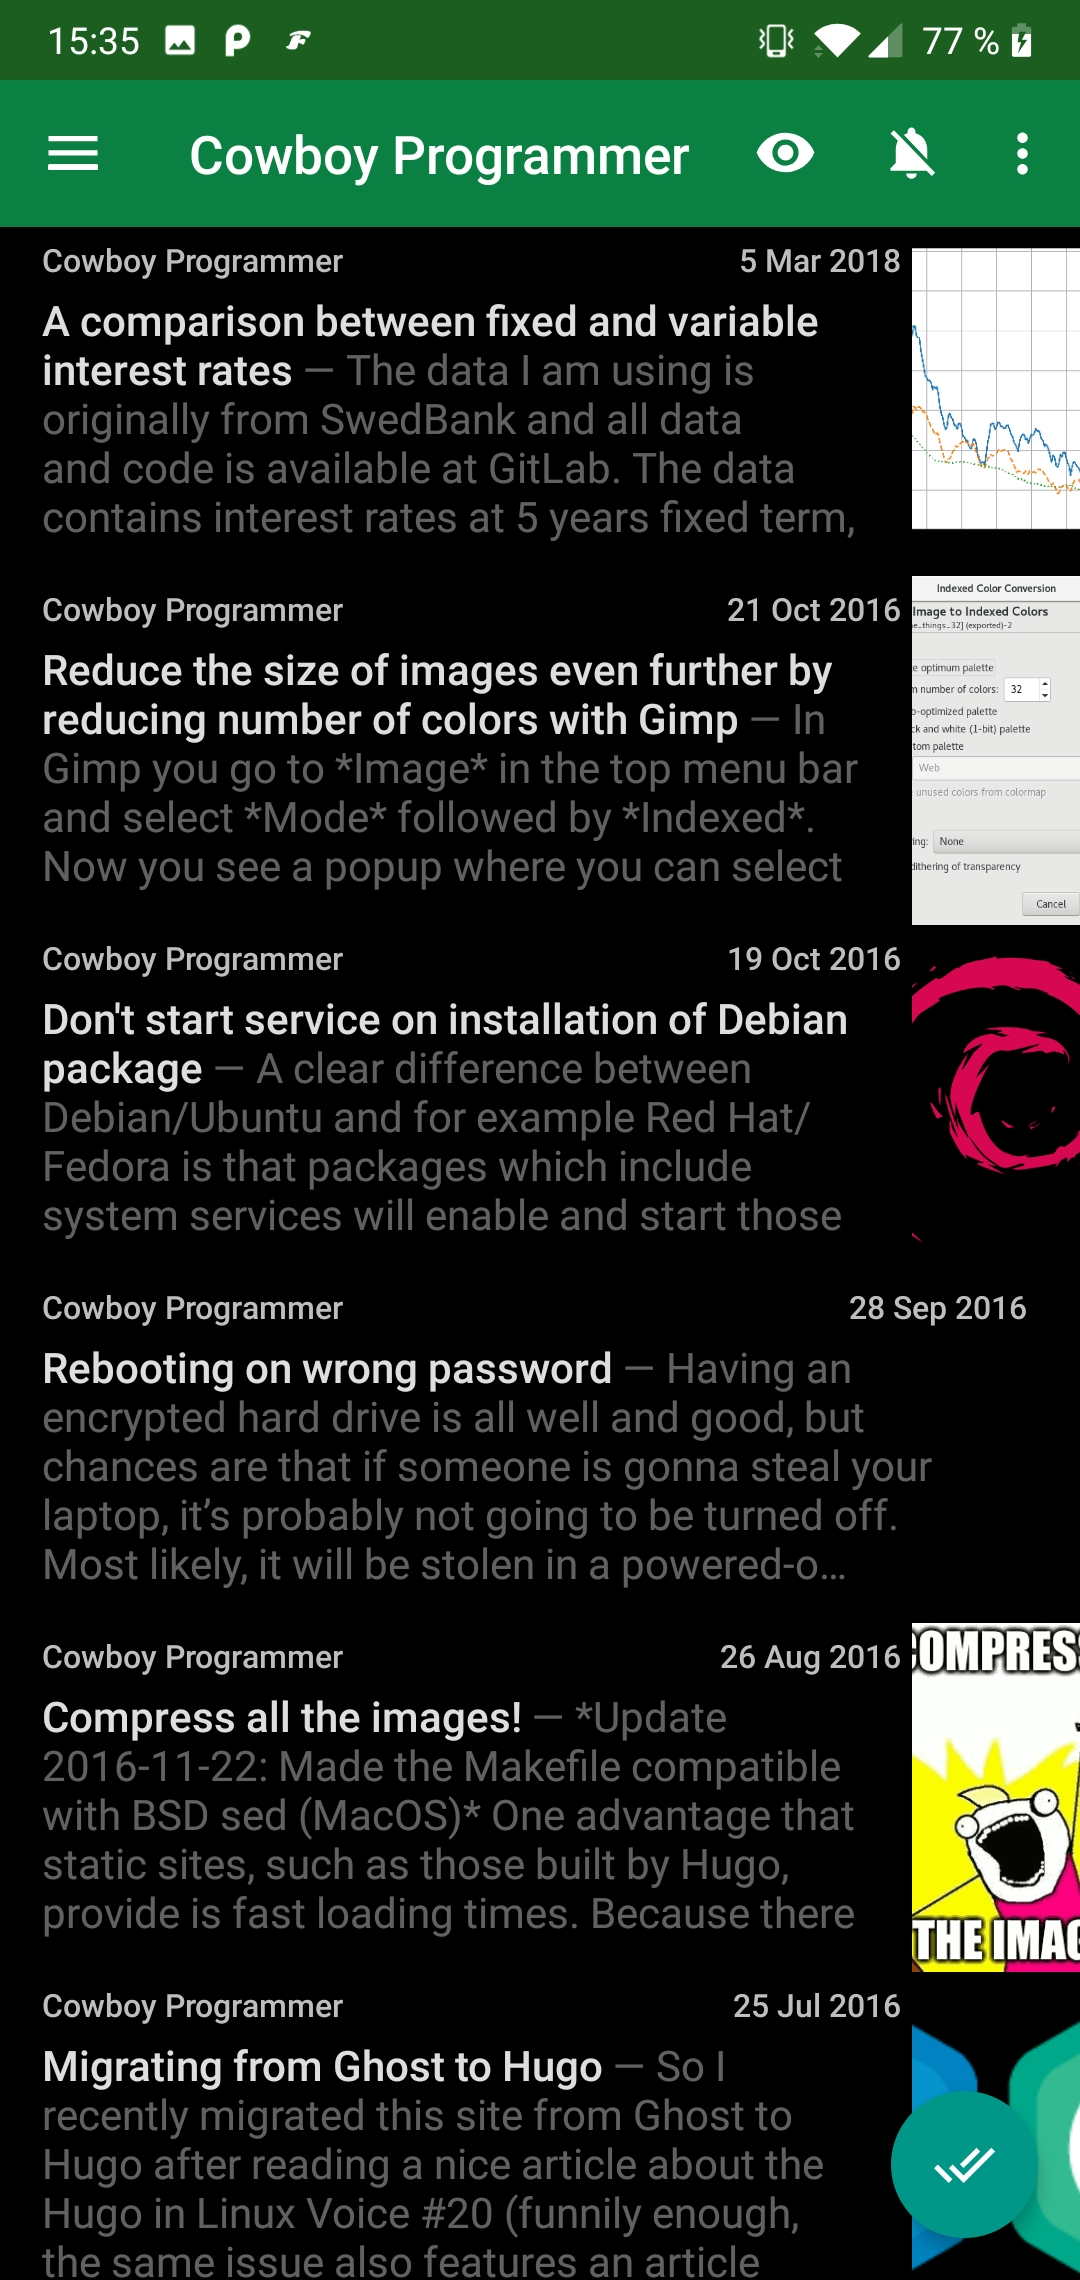 15:35
77 %
Cowboy Programmer
Cowboy Programmer
5 Mar 2018
A comparison between fixed and variable
interest rates — The data I am using is
originally from SwedBank and all data
and code is available at GitLab. The data
contains interest rates at 5 years fixed term,
Cowboy Programmer
21 Oct 2016
Indexed Color Conversion
Image to Indexed Colors
e...things...32] (exported)-2
e optimum palette
number of colors: 32
b-optimized palette
ck and white (1-bit) palette
tom palette
Web
unused colors from colormap
ing: None
dithering of transparency
Cancel
Reduce the size of images even further by
reducing number of colors with Gimp — In
Gimp you go to *Image* in the top menu bar
and select *Mode* followed by *Indexed*.
Now you see a popup where you can select
Cowboy Programmer
19 Oct 2016
Don't start service on installation of Debian
package — A clear difference between
Debian/Ubuntu and for example Red Hat/
Fedora is that packages which include
system services will enable and start those
Cowboy Programmer
28 Sep 2016
Rebooting on wrong password — Having an
encrypted hard drive is all well and good, but
chances are that if someone is gonna steal your
laptop, it’s probably not going to be turned off.
Most likely, it will be stolen in a powered-o…
Cowboy Programmer
26 Aug 2016
COMPRESS
THE IMAG
Compress all the images! — *Update
2016-11-22: Made the Makefile compatible
with BSD sed (MacOS)* One advantage that
static sites, such as those built by Hugo,
provide is fast loading times. Because there
Cowboy Programmer
25 Jul 2016
Migrating from Ghost to Hugo — So I
recently migrated this site from Ghost to
Hugo after reading a nice article about the
Hugo in Linux Voice #20 (funnily enough,
the same issue also features an article